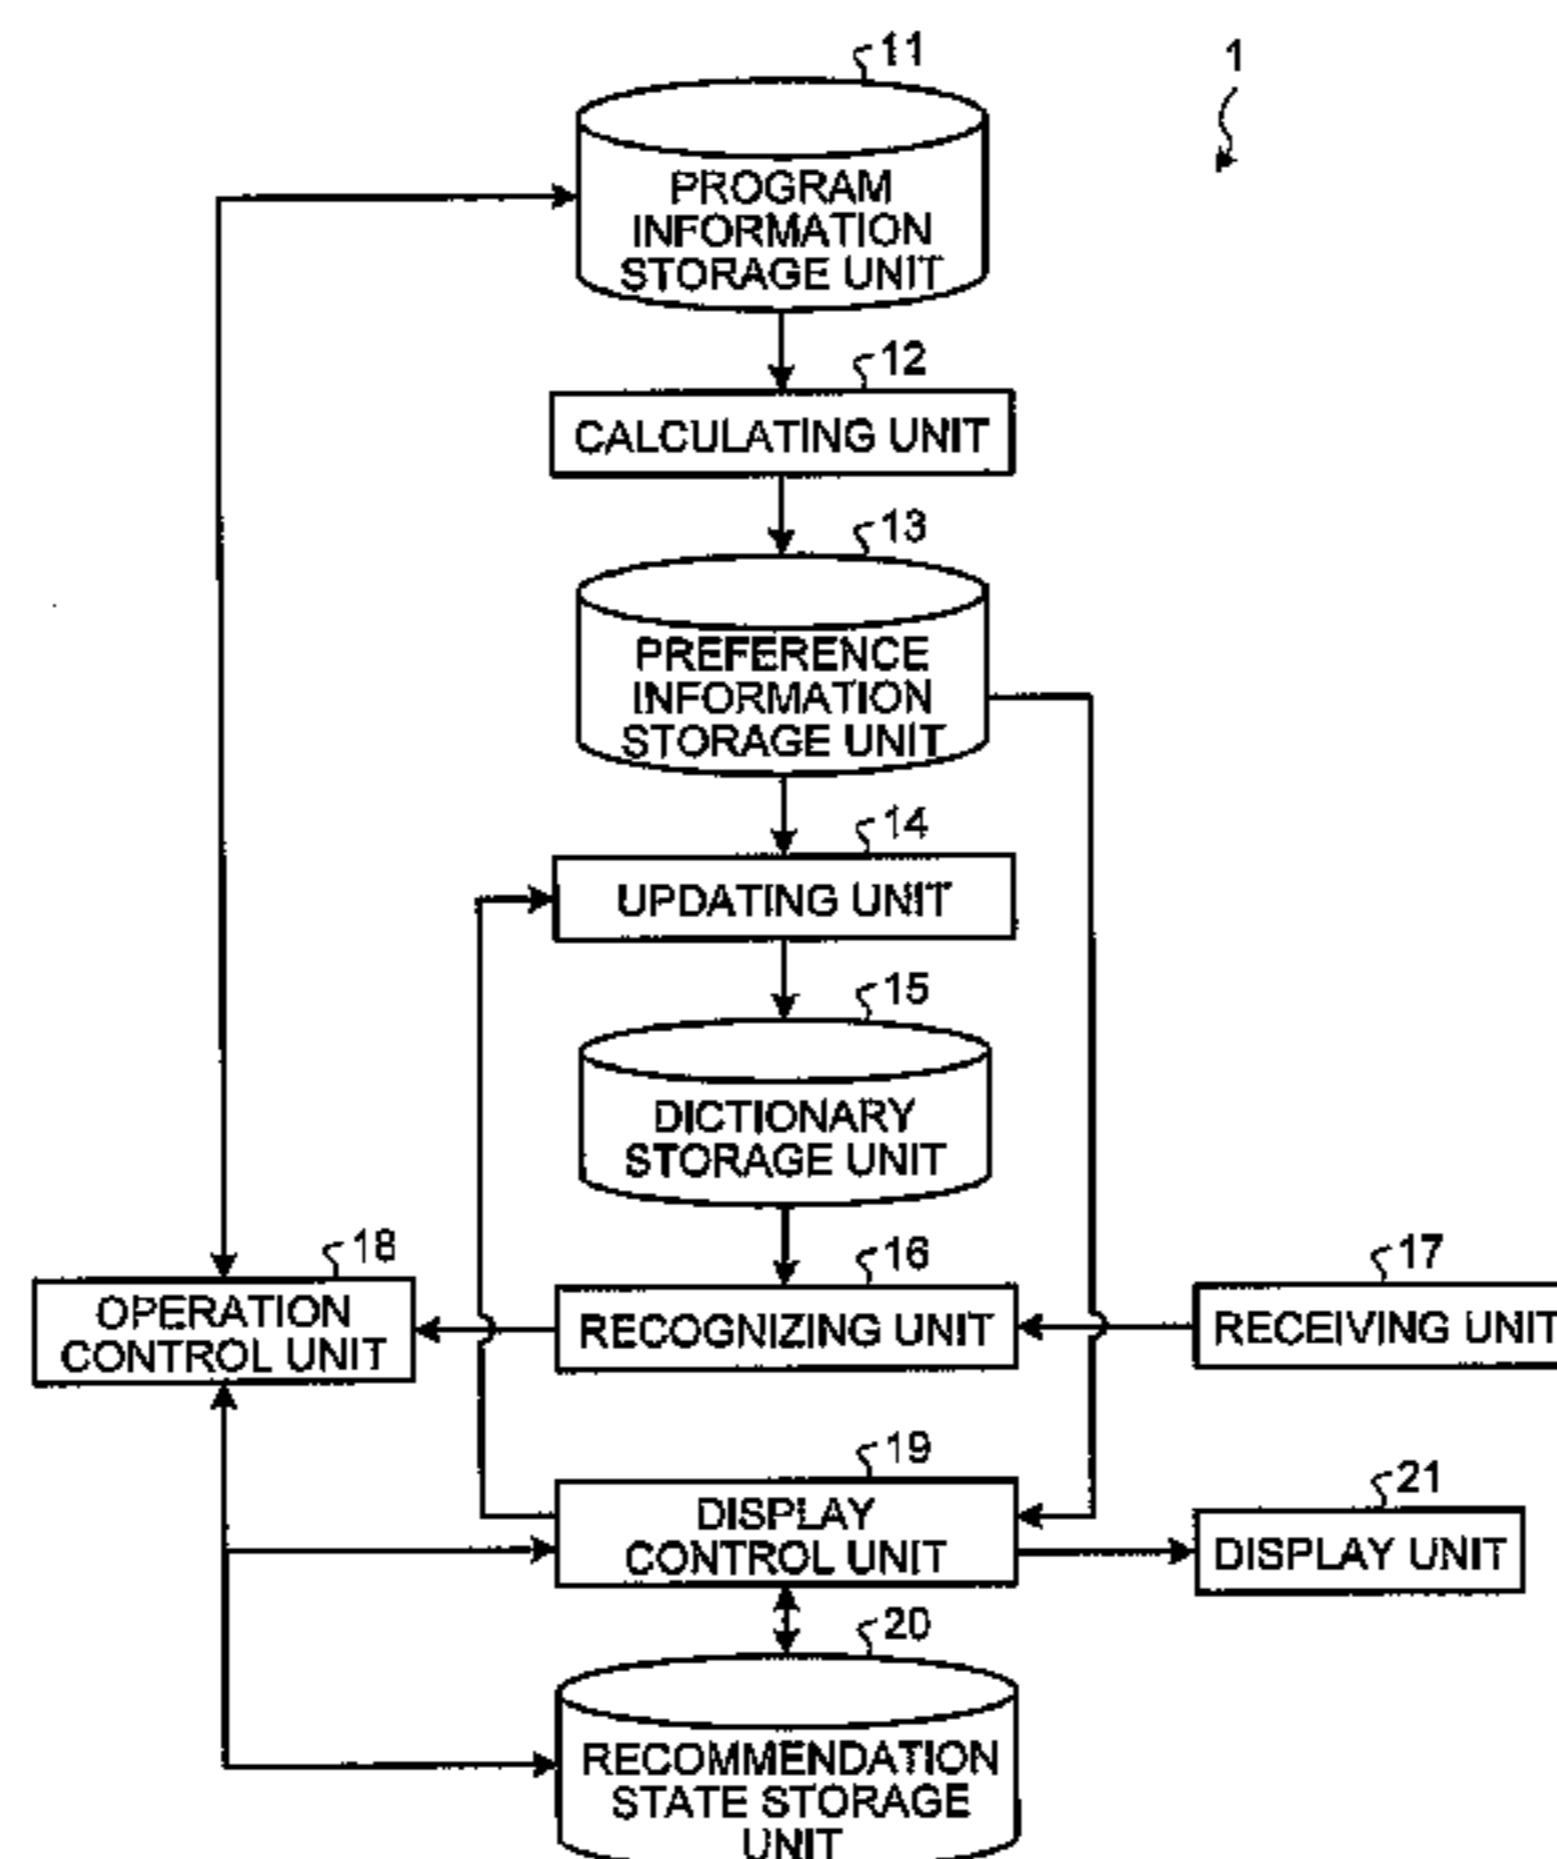 11
1
PROGRAM
INFORMATION
STORAGE UNIT
12
CALCULATING UNIT
13
PREFERENCE
INFORMATION
STORAGE UNIT
14
UPDATING UNIT
15
DICTIONARY
STORAGE UNIT
18
OPERATION
CONTROL UNIT
16
RECOGNIZING UNIT
17
RECEIVING UNIT
19
DISPLAY
CONTROL UNIT
21
DISPLAY UNIT
20
RECOMMENDATION
STATE STORAGE
UNIT